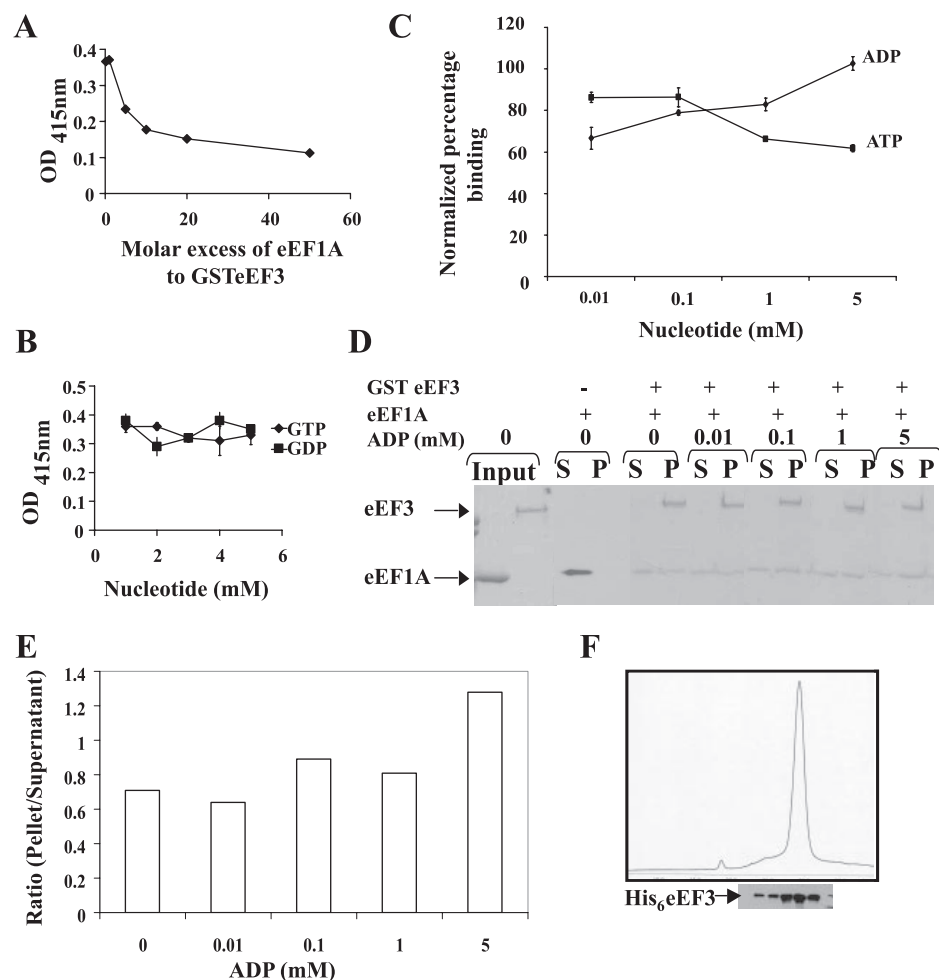 A
OD 415nm
0.4
0.3
0.2
0.1
0
0 20 40 60
Molar excess of eEF1A
to GSTeEF3
C
Normalized percentage
binding
120
100
80
60
40
20
0
ADP
ATP
0.01 0.1 1 5
Nucleotide (mM)
B
OD 415nm
0.5
0.4
0.3
0.2
0.1
0
GTP
GDP
0 2 4 6
Nucleotide (mM)
D
GST eEF3 - + + + + +
eEF1A + + + + + +
ADP (mM) 0 0 0 0.01 0.1 1 5
Input S P S P S P S P S P S P
eEF3
eEF1A
E
Ratio (Pellet/Supernatant)
1.4
1.2
1
0.8
0.6
0.4
0.2
0
0 0.01 0.1 1 5
ADP (mM)
F
His6eEF3